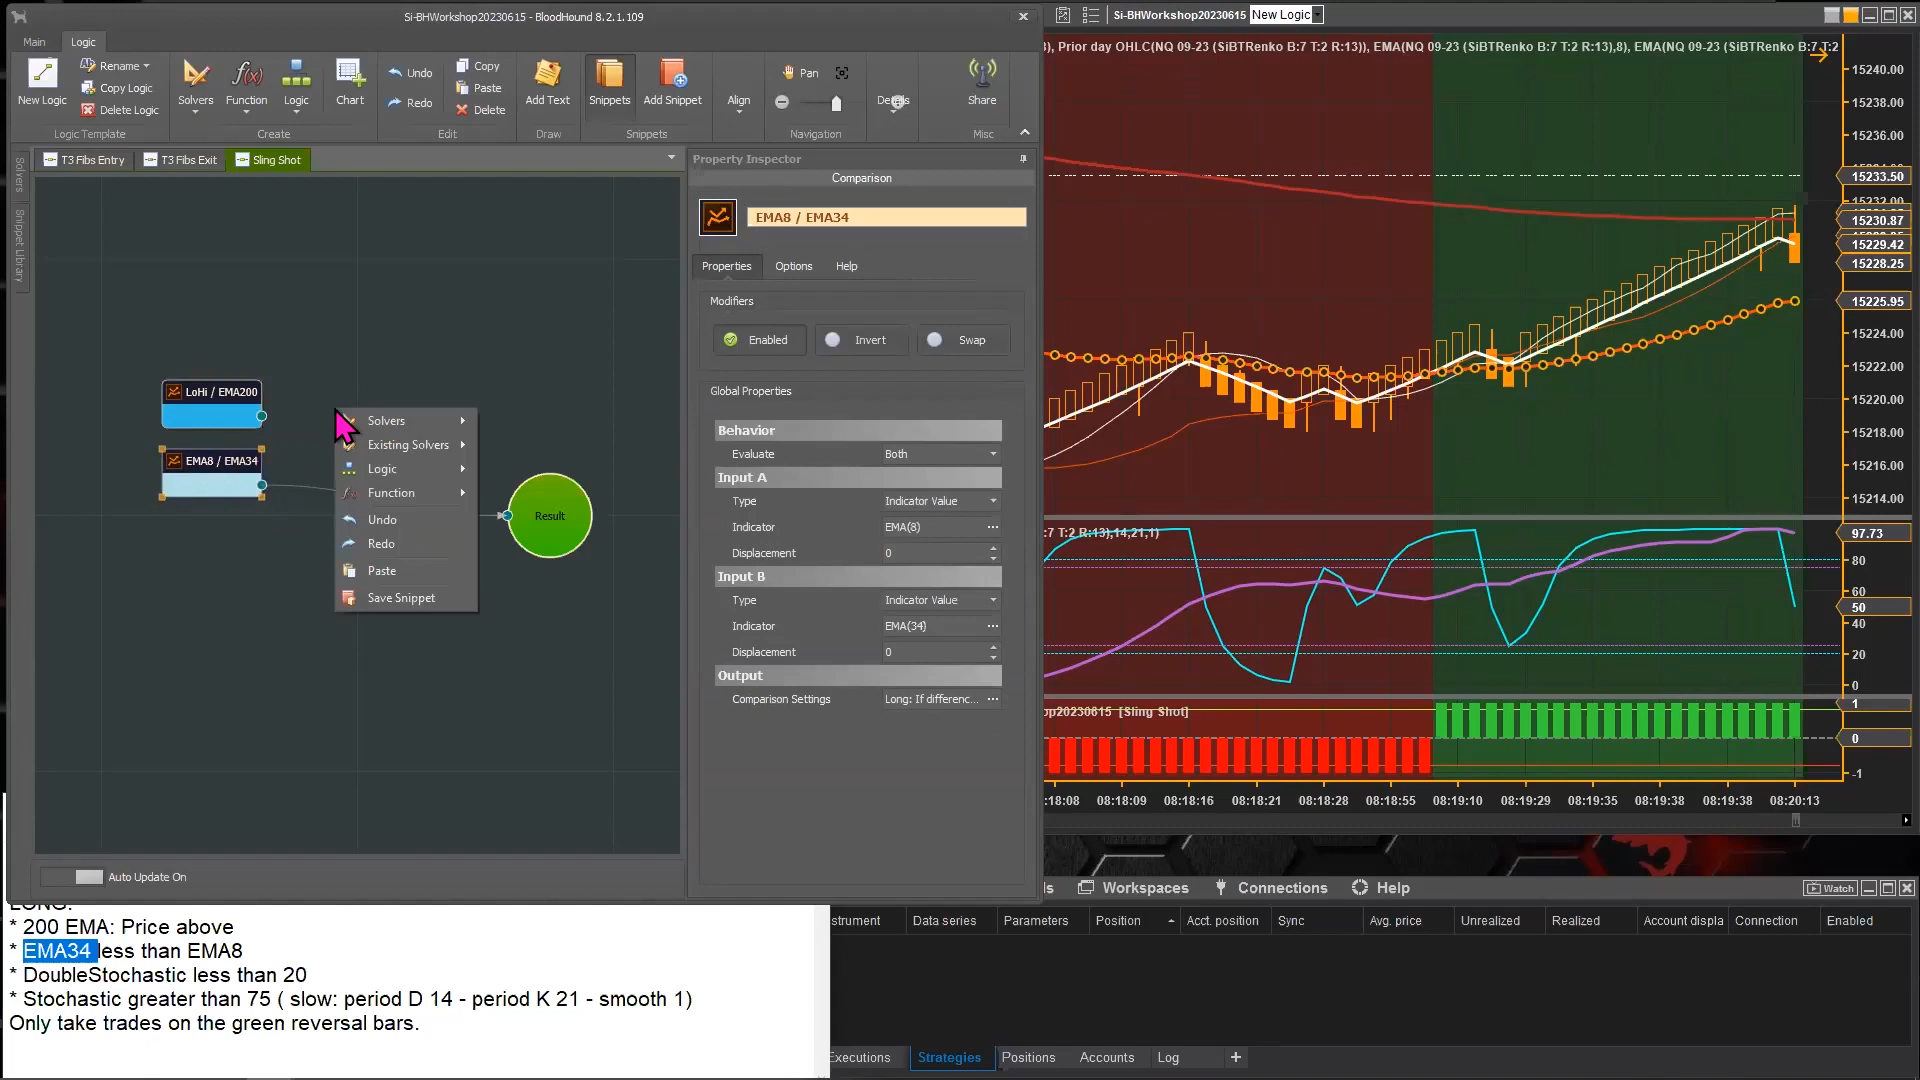 Si-BHWorkshop20230615 - BloodHound 8.2.1.109
Main
Logic
New Logic
Rename
Copy Logic
Delete Logic
Logic Template
Solvers
Function
Logic
Chart
Create
Undo
Redo
Copy
Paste
Delete
Edit
Add Text
Draw
Snippets
Add Snippet
Snippets
Align
Pan
Navigation
Details
Share
Misc
Solvers
Snippet Library
T3 Fibs Entry
T3 Fibs Exit
Sling Shot
LoHi / EMA200
EMA8 / EMA34
Result
Solvers
Existing Solvers
Logic
Function
Undo
Redo
Paste
Save Snippet
Auto Update On
Property Inspector
Comparison
EMA8 / EMA34
Properties
Options
Help
Modifiers
Enabled
Invert
Swap
Global Properties
Behavior
Evaluate Both
Input A
Type Indicator Value
Indicator EMA(8) ...
Displacement 0
Input B
Type Indicator Value
Indicator EMA(34) ...
Displacement 0
Output
Comparison Settings Long: If differenc... ...
Si-BHWorkshop20230615 New Logic
), Prior day OHLC(NQ 09-23 (SiBTRenko B:7 T:2 R:13)), EMA(NQ 09-23 (SiBTRenko B:7 T:2 R:13),8), EMA(NQ 09-23 (SiBTRenko B:7 T:2
15240.00
15238.00
15236.00
15233.50
15232.00
15230.87
15229.42
15228.25
15225.95
15224.00
15222.00
15220.00
15218.00
15216.00
15214.00
:7 T:2 R:13),14,21,1)
97.73
80
60
50
40
20
0
op20230615 [Sling Shot]
1
0
-1
:18:08 08:18:09 08:18:16 08:18:21 08:18:28 08:18:55 08:19:10 08:19:29 08:19:35 08:19:38 08:19:38 08:20:13
ls Workspaces Connections Help
Watch
strument Data series Parameters Position Acct. position Sync Avg. price Unrealized Realized Account displa Connection Enabled
Executions Strategies Positions Accounts Log +
LONG:
* 200 EMA: Price above
* EMA34 less than EMA8
* DoubleStochastic less than 20
* Stochastic greater than 75 ( slow: period D 14 - period K 21 - smooth 1)
Only take trades on the green reversal bars.